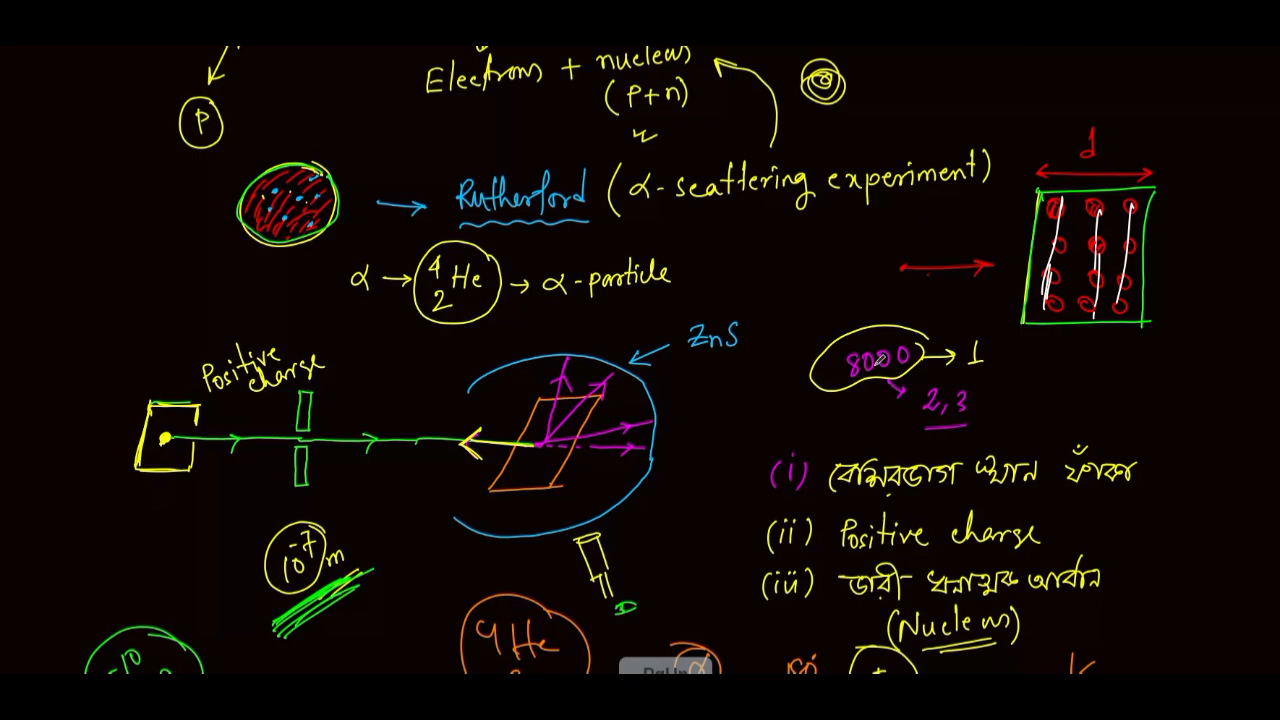 Electrons + nucleus
(P+n)
P
d
Rutherford (α-scattering experiment)
α → 4 2 He → α-particle
ZnS
Positive charge
8000 → 1
2, 3
(i) বেশিরভাগ স্থান ফাঁকা
(ii) Positive charge
(iii) ভারী ধনাত্মক আধান
(Nucleus)
10⁻⁷ m
4 He
-10
α